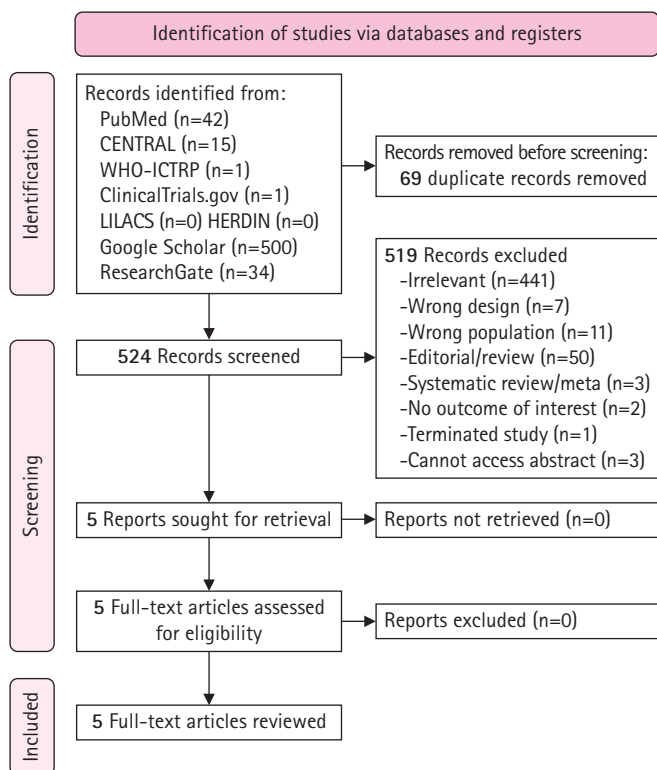 Identification of studies via databases and registers
Identification
Records identified from:
PubMed (n=42)
CENTRAL (n=15)
WHO-ICTRP (n=1)
ClinicalTrials.gov (n=1)
LILACS (n=0) HERDIN (n=0)
Google Scholar (n=500)
ResearchGate (n=34)
Records removed before screening:
69 duplicate records removed
Screening
524 Records screened
519 Records excluded
-Irrelevant (n=441)
-Wrong design (n=7)
-Wrong population (n=11)
-Editorial/review (n=50)
-Systematic review/meta (n=3)
-No outcome of interest (n=2)
-Terminated study (n=1)
-Cannot access abstract (n=3)
5 Reports sought for retrieval
Reports not retrieved (n=0)
5 Full-text articles assessed
for eligibility
Reports excluded (n=0)
Included
5 Full-text articles reviewed